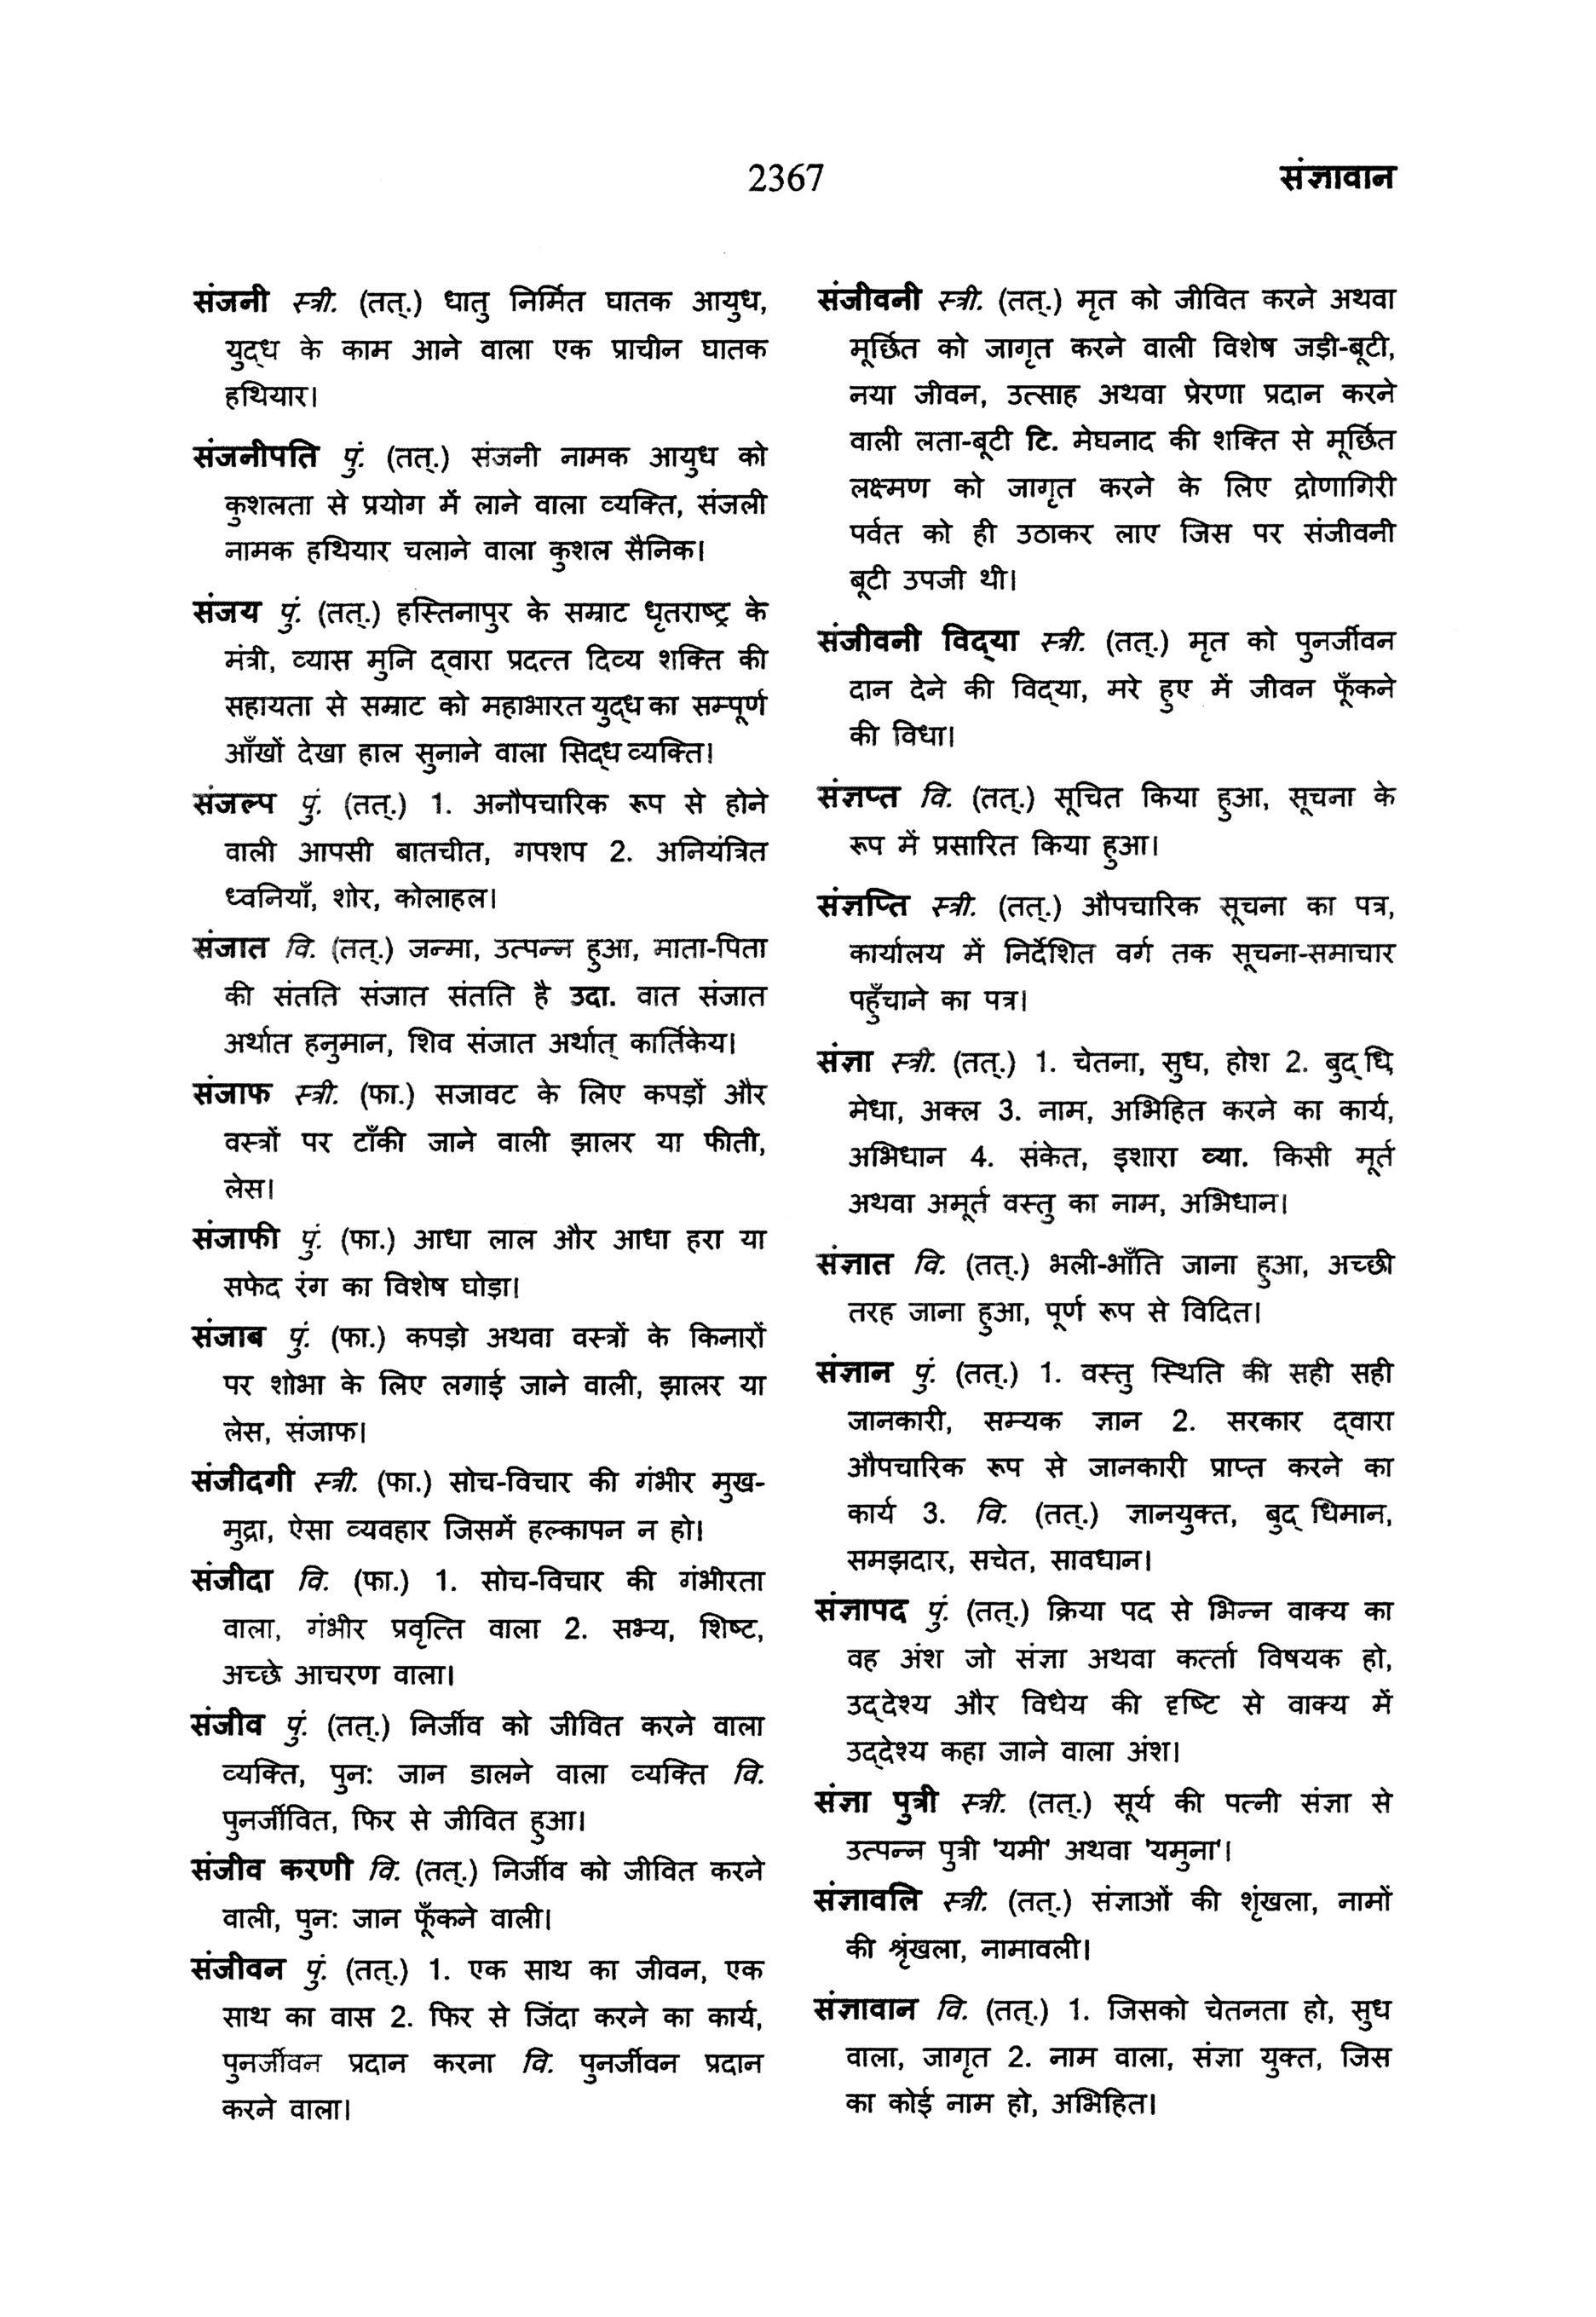 2367
संज्ञावान
संजनी स्त्री. (तत्.) धातु निर्मित घातक आयुध,
युद्ध के काम आने वाला एक प्राचीन घातक
हथियार।
संजनीपति पुं. (तत्.) संजनी नामक आयुध को
कुशलता से प्रयोग में लाने वाला व्यक्ति, संजली
नामक हथियार चलाने वाला कुशल सैनिक।
संजय पुं. (तत्.) हस्तिनापुर के सम्राट धृतराष्ट्र के
मंत्री, व्यास मुनि द्वारा प्रदत्त दिव्य शक्ति की
सहायता से सम्राट को महाभारत युद्ध का सम्पूर्ण
आँखों देखा हाल सुनाने वाला सिद्ध व्यक्ति।
संजल्प पुं. (तत्.) 1. अनौपचारिक रूप से होने
वाली आपसी बातचीत, गपशप 2. अनियंत्रित
ध्वनियाँ, शोर, कोलाहल।
संजात वि. (तत्.) जन्मा, उत्पन्न हुआ, माता-पिता
की संतति संजात संतति है उदा. वात संजात
अर्थात हनुमान, शिव संजात अर्थात् कार्तिकेय।
संजाफ स्त्री. (फा.) सजावट के लिए कपड़ों और
वस्त्रों पर टाँकी जाने वाली झालर या फीती,
लेस।
संजाफी पुं. (फा.) आधा लाल और आधा हरा या
सफेद रंग का विशेष घोड़ा।
संजाब पुं. (फा.) कपड़ो अथवा वस्त्रों के किनारों
पर शोभा के लिए लगाई जाने वाली, झालर या
लेस, संजाफ।
संजीदगी स्त्री. (फा.) सोच-विचार की गंभीर मुख-
मुद्रा, ऐसा व्यवहार जिसमें हल्कापन न हो।
संजीदा वि. (फा.) 1. सोच-विचार की गंभीरता
वाला, गंभीर प्रवृत्ति वाला 2. सभ्य, शिष्ट,
अच्छे आचरण वाला।
संजीव पुं. (तत्.) निर्जीव को जीवित करने वाला
व्यक्ति, पुन: जान डालने वाला व्यक्ति वि.
पुनर्जीवित, फिर से जीवित हुआ।
संजीव करणी वि. (तत्.) निर्जीव को जीवित करने
वाली, पुन: जान फूँकने वाली।
संजीवन पुं. (तत्.) 1. एक साथ का जीवन, एक
साथ का वास 2. फिर से जिंदा करने का कार्य,
पुनर्जीवन प्रदान करना वि. पुनर्जीवन प्रदान
करने वाला।
संजीवनी स्त्री. (तत्.) मृत को जीवित करने अथवा
मूर्छित को जागृत करने वाली विशेष जड़ी-बूटी,
नया जीवन, उत्साह अथवा प्रेरणा प्रदान करने
वाली लता-बूटी टि. मेघनाद की शक्ति से मूर्छित
लक्ष्मण को जागृत करने के लिए द्रोणागिरी
पर्वत को ही उठाकर लाए जिस पर संजीवनी
बूटी उपजी थी।
संजीवनी विद्या स्त्री. (तत्.) मृत को पुनर्जीवन
दान देने की विद्या, मरे हुए में जीवन फूँकने
की विधा।
संज्ञप्त वि. (तत्.) सूचित किया हुआ, सूचना के
रूप में प्रसारित किया हुआ।
संज्ञप्ति स्त्री. (तत्.) औपचारिक सूचना का पत्र,
कार्यालय में निर्देशित वर्ग तक सूचना-समाचार
पहुँचाने का पत्र।
संज्ञा स्त्री. (तत्.) 1. चेतना, सुध, होश 2. बुद्धि,
मेधा, अक्ल 3. नाम, अभिहित करने का कार्य,
अभिधान 4. संकेत, इशारा व्या. किसी मूर्त
अथवा अमूर्त वस्तु का नाम, अभिधान।
संज्ञात वि. (तत्.) भली-भाँति जाना हुआ, अच्छी
तरह जाना हुआ, पूर्ण रूप से विदित।
संज्ञान पुं. (तत्.) 1. वस्तु स्थिति की सही सही
जानकारी, सम्यक ज्ञान 2. सरकार द्वारा
औपचारिक रूप से जानकारी प्राप्त करने का
कार्य 3. वि. (तत्.) ज्ञानयुक्त, बुद्धिमान,
समझदार, सचेत, सावधान।
संज्ञापद पुं. (तत्.) क्रिया पद से भिन्न वाक्य का
वह अंश जो संज्ञा अथवा कर्त्ता विषयक हो,
उद्देश्य और विधेय की दृष्टि से वाक्य में
उद्देश्य कहा जाने वाला अंश।
संज्ञा पुत्री स्त्री. (तत्.) सूर्य की पत्नी संज्ञा से
उत्पन्न पुत्री 'यमी' अथवा 'यमुना'।
संज्ञावलि स्त्री. (तत्.) संज्ञाओं की शृंखला, नामों
की श्रृंखला, नामावली।
संज्ञावान वि. (तत्.) 1. जिसको चेतनता हो, सुध
वाला, जागृत 2. नाम वाला, संज्ञा युक्त, जिस
का कोई नाम हो, अभिहित।